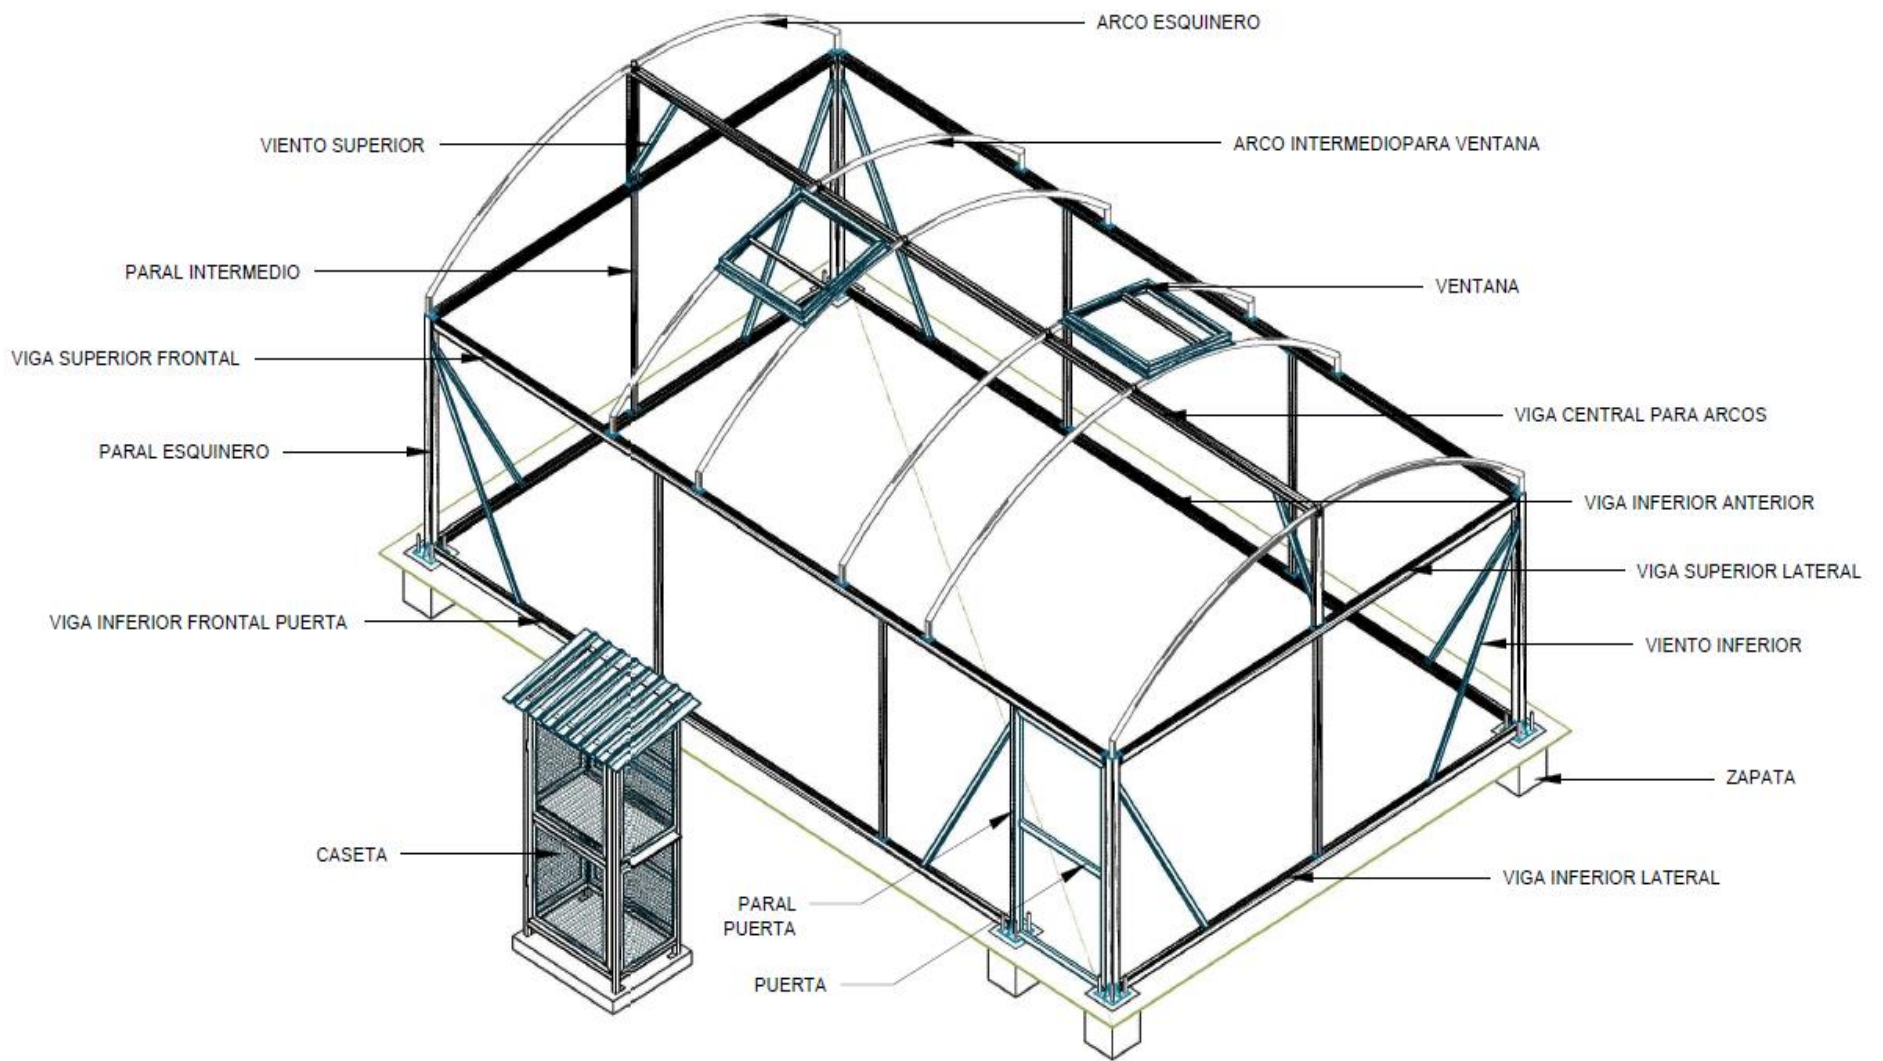 ARCO ESQUINERO
VIENTO SUPERIOR
ARCO INTERMEDIOPARA VENTANA
PARAL INTERMEDIO
VENTANA
VIGA SUPERIOR FRONTAL
VIGA CENTRAL PARA ARCOS
PARAL ESQUINERO
VIGA INFERIOR ANTERIOR
VIGA SUPERIOR LATERAL
VIGA INFERIOR FRONTAL PUERTA
VIENTO INFERIOR
ZAPATA
CASETA
VIGA INFERIOR LATERAL
PARAL
PUERTA
PUERTA